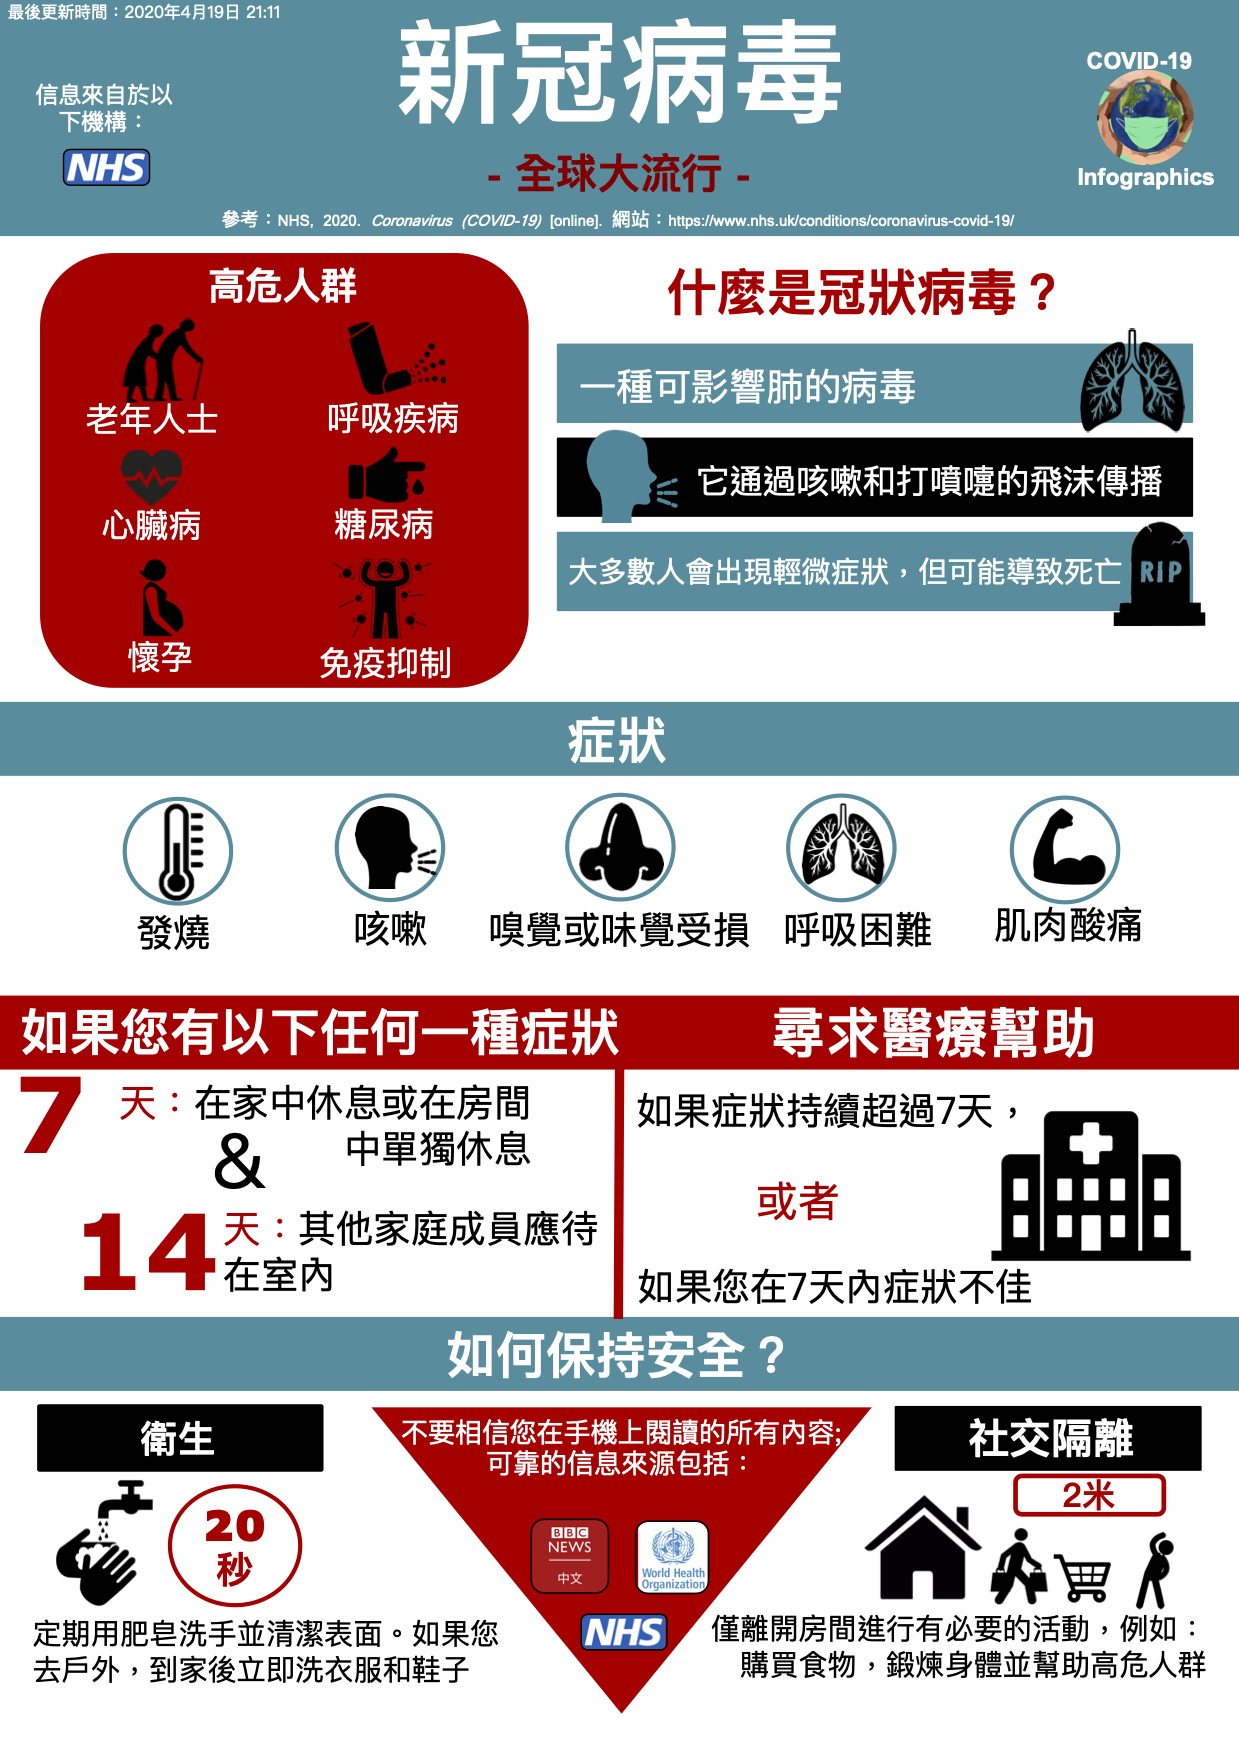 最後更新時間：2020年4月19日 21:11
新冠病毒
信息來自於以
下機構：
NHS
COVID-19
Infographics
- 全球大流行 -
參考：NHS, 2020. Coronavirus (COVID-19) [online]. 網站：https://www.nhs.uk/conditions/coronavirus-covid-19/
高危人群
老年人士
呼吸疾病
心臟病
糖尿病
懷孕
免疫抑制
什麼是冠狀病毒？
一種可影響肺的病毒
它通過咳嗽和打噴嚏的飛沫傳播
大多數人會出現輕微症狀，但可能導致死亡
RIP
症狀
發燒
咳嗽
嗅覺或味覺受損
呼吸困難
肌肉酸痛
如果您有以下任何一種症狀
7 天：在家中休息或在房間
中單獨休息
&
14 天：其他家庭成員應待
在室內
尋求醫療幫助
如果症狀持續超過7天，
或者
如果您在7天內症狀不佳
如何保持安全？
衛生
20
秒
定期用肥皂洗手並清潔表面。如果您
去戶外，到家後立即洗衣服和鞋子
不要相信您在手機上閱讀的所有內容;
可靠的信息來源包括：
BBC
NEWS
中文
World Health
Organization
NHS
社交隔離
2米
僅離開房間進行有必要的活動，例如：
購買食物，鍛煉身體並幫助高危人群